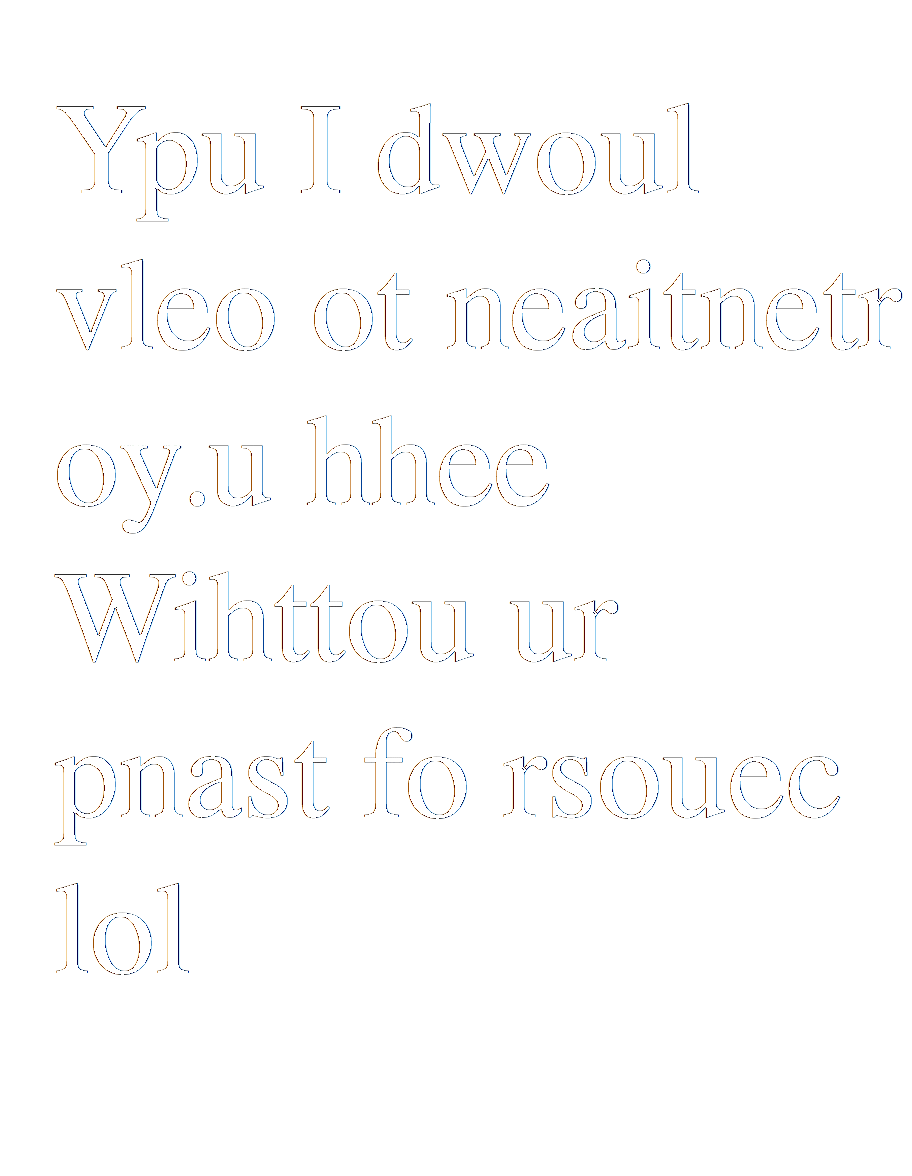 Ypu I dwoul
vleo ot neaitnetr
oy.u hhee
Wihttou ur
pnast fo rsouec
lol